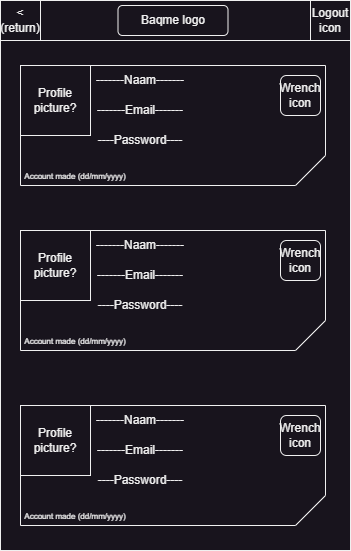 <
(return)
Baqme logo
Logout
icon
Profile
picture?
-------Naam-------
-------Email-------
----Password----
Wrench
icon
Account made (dd/mm/yyyy)
Profile
picture?
-------Naam-------
-------Email-------
----Password----
Wrench
icon
Account made (dd/mm/yyyy)
Profile
picture?
-------Naam-------
-------Email-------
----Password----
Wrench
icon
Account made (dd/mm/yyyy)